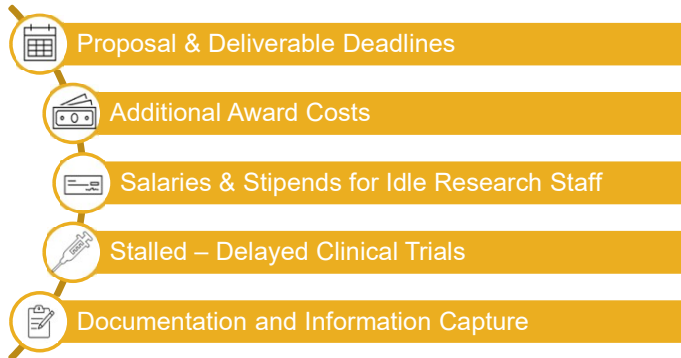 Proposal & Deliverable Deadlines
Additional Award Costs
Salaries & Stipends for Idle Research Staff
Stalled – Delayed Clinical Trials
Documentation and Information Capture